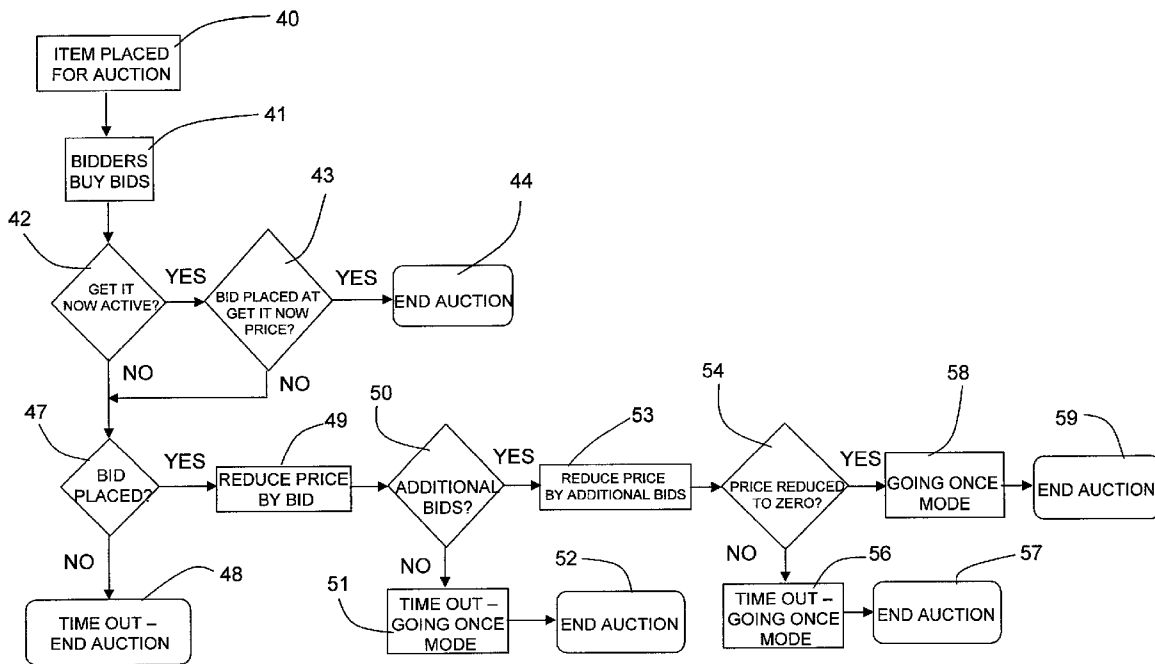 40
ITEM PLACED
FOR AUCTION
41
BIDDERS
BUY BIDS
42
GET IT
NOW ACTIVE?
YES
NO
43
BID PLACED AT
GET IT NOW
PRICE?
YES
NO
44
END AUCTION
47
BID
PLACED?
YES
NO
48
TIME OUT –
END AUCTION
49
REDUCE PRICE
BY BID
50
ADDITIONAL
BIDS?
YES
NO
51
TIME OUT –
GOING ONCE
MODE
52
END AUCTION
53
REDUCE PRICE
BY ADDITIONAL BIDS
54
PRICE REDUCED
TO ZERO?
YES
NO
56
TIME OUT –
GOING ONCE
MODE
57
END AUCTION
58
GOING ONCE
MODE
59
END AUCTION